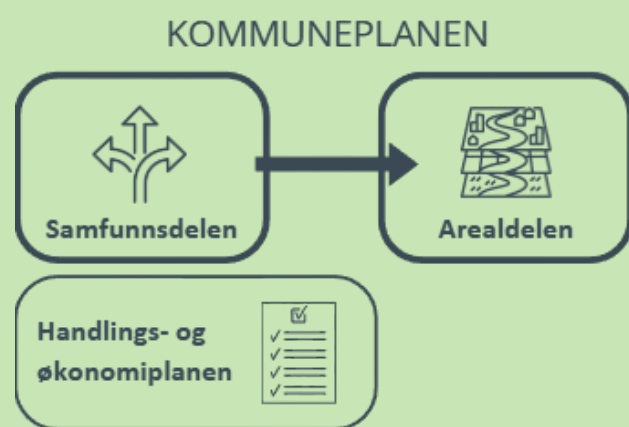 KOMMUNEPLANEN
Samfunnsdelen
Arealdelen
Handlings- og
økonomiplanen